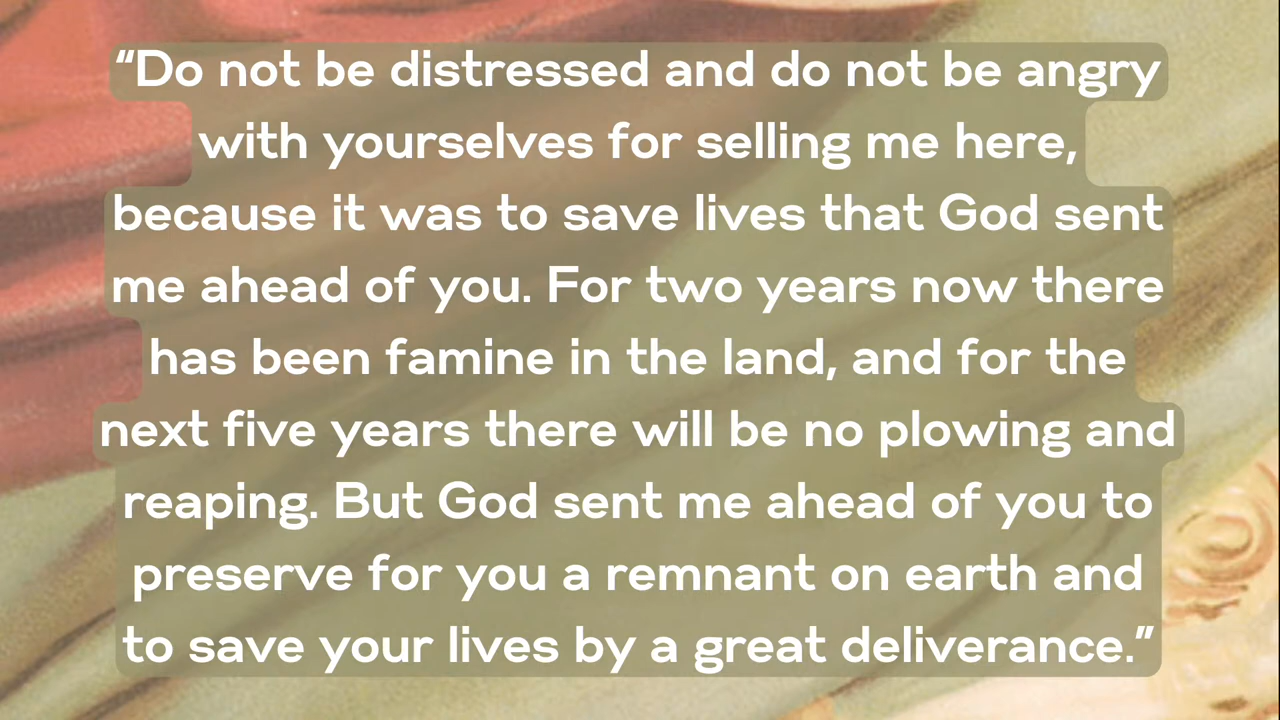 “Do not be distressed and do not be angry
with yourselves for selling me here,
because it was to save lives that God sent
me ahead of you. For two years now there
has been famine in the land, and for the
next five years there will be no plowing and
reaping. But God sent me ahead of you to
preserve for you a remnant on earth and
to save your lives by a great deliverance.”